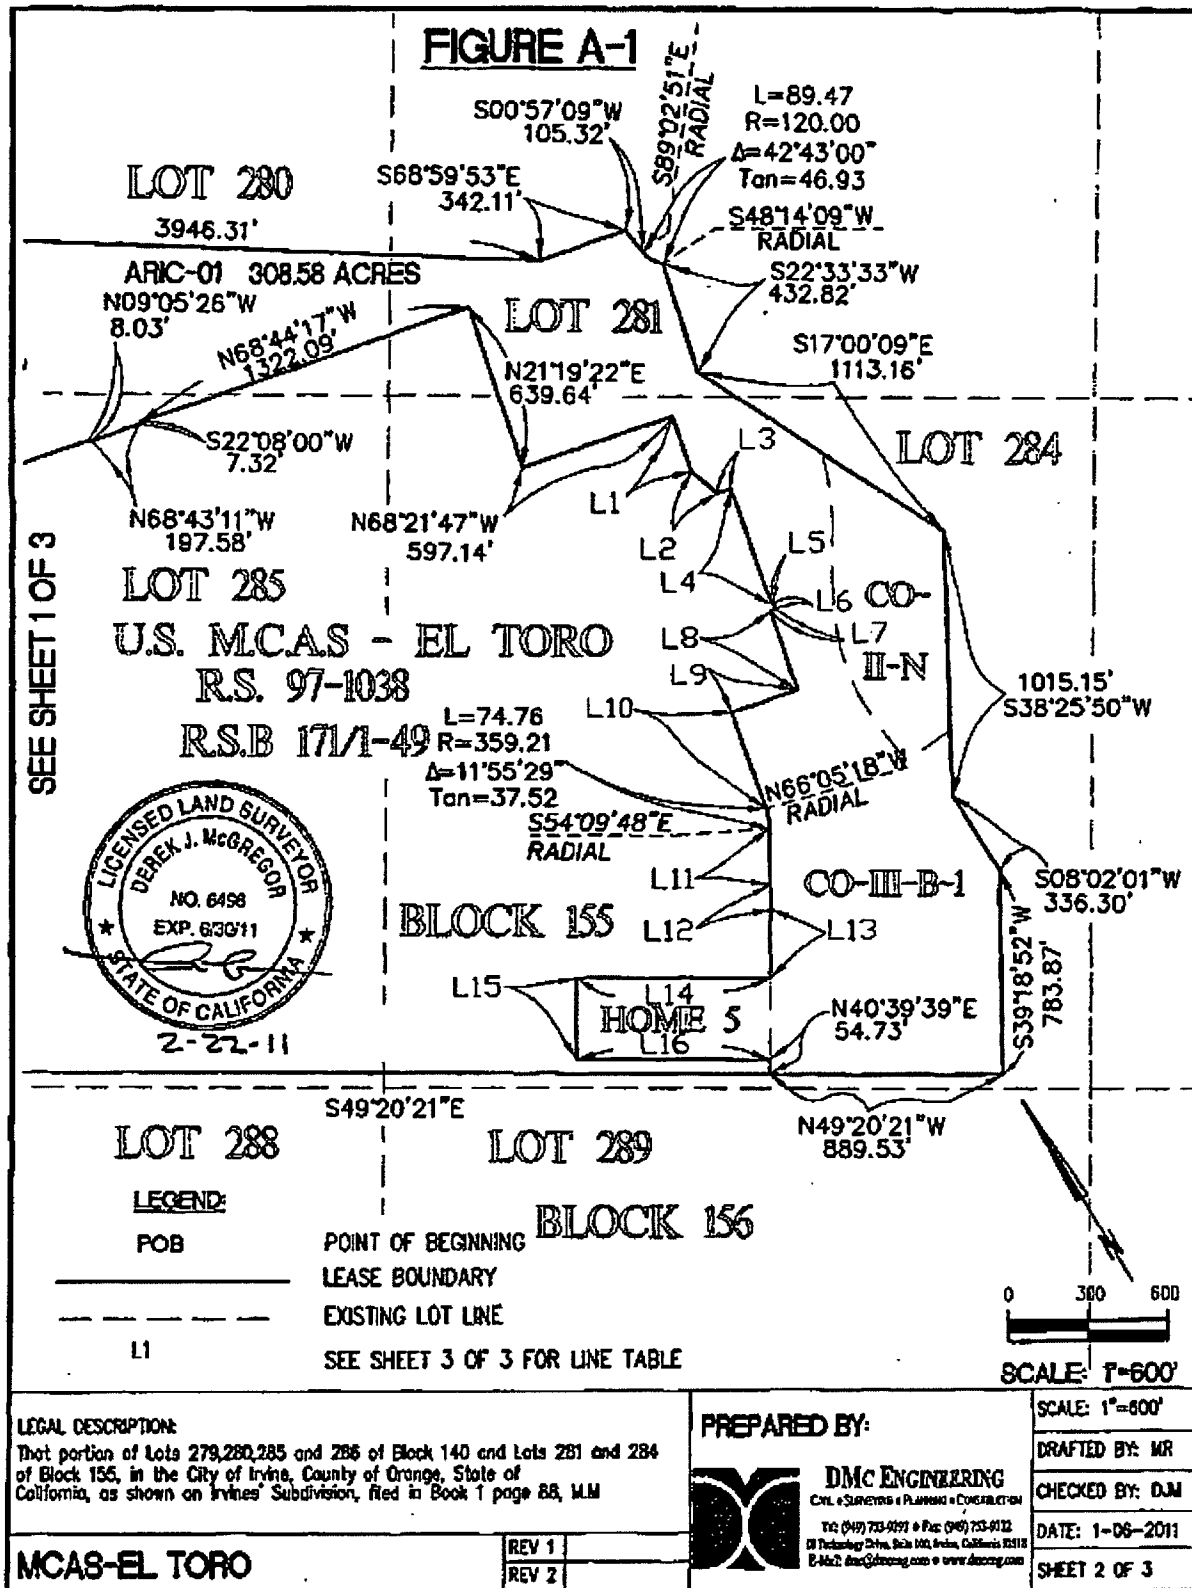 FIGURE A-1
S89°02'51"E
RADIAL
L=89.47
R=120.00
Δ=42°43'00"
Tan=46.93
S00°57'09"W
105.32'
S68°59'53"E
342.11'
LOT 280
3946.31'
S48°14'09"W
RADIAL
ARIC-01 308.58 ACRES
S22°33'33"W
432.82'
N09°05'26"W
8.03'
N68°44'17"W
1322.09'
LOT 281
S17°00'09"E
1113.16'
N21°19'22"E
639.64'
S22°08'00"W
7.32'
L3
LOT 284
L1
N68°43'11"W
197.58'
N68°21'47"W
597.14'
L2
L5
L4
SEE SHEET 1 OF 3
LOT 285
L6
CO-
II-N
U.S. M.C.A.S - EL TORO
L8
L7
R.S. 97-1038
L9
1015.15'
S38°25'50"W
L10
R.S.B 171/1-49
L=74.76
R=359.21
Δ=11°55'29"
Tan=37.52
N66°05'18"W
RADIAL
S54°09'48"E
RADIAL
LICENSED LAND SURVEYOR
DEREK J. McGREGOR
NO. 6496
EXP. 6/30/11
STATE OF CALIFORNIA
2-22-11
L11
CO-III-B-1
S08°02'01"W
336.30'
BLOCK 155
L12
L13
S39°18'52"W
783.87'
L15
L14
HOME 5
L16
N40°39'39"E
54.73'
S49°20'21"E
N49°20'21"W
889.53'
LOT 288
LOT 289
BLOCK 156
LEGEND:
POB POINT OF BEGINNING
LEASE BOUNDARY
EXISTING LOT LINE
L1 SEE SHEET 3 OF 3 FOR LINE TABLE
0 300 600
SCALE: 1"=600'
LEGAL DESCRIPTION:
That portion of Lots 279,280,285 and 286 of Block 140 and Lots 281 and 284
of Block 155, in the City of Irvine, County of Orange, State of
California, as shown on Irvines' Subdivision, filed in Book 1 page 88, M.M
PREPARED BY:
DMc ENGINEERING
CIVIL • SURVEYING • PLANNING • CONSTRUCTION
SCALE: 1"=600'
DRAFTED BY: MR
CHECKED BY: DJM
DATE: 1-06-2011
SHEET 2 OF 3
MCAS-EL TORO
REV 1
REV 2